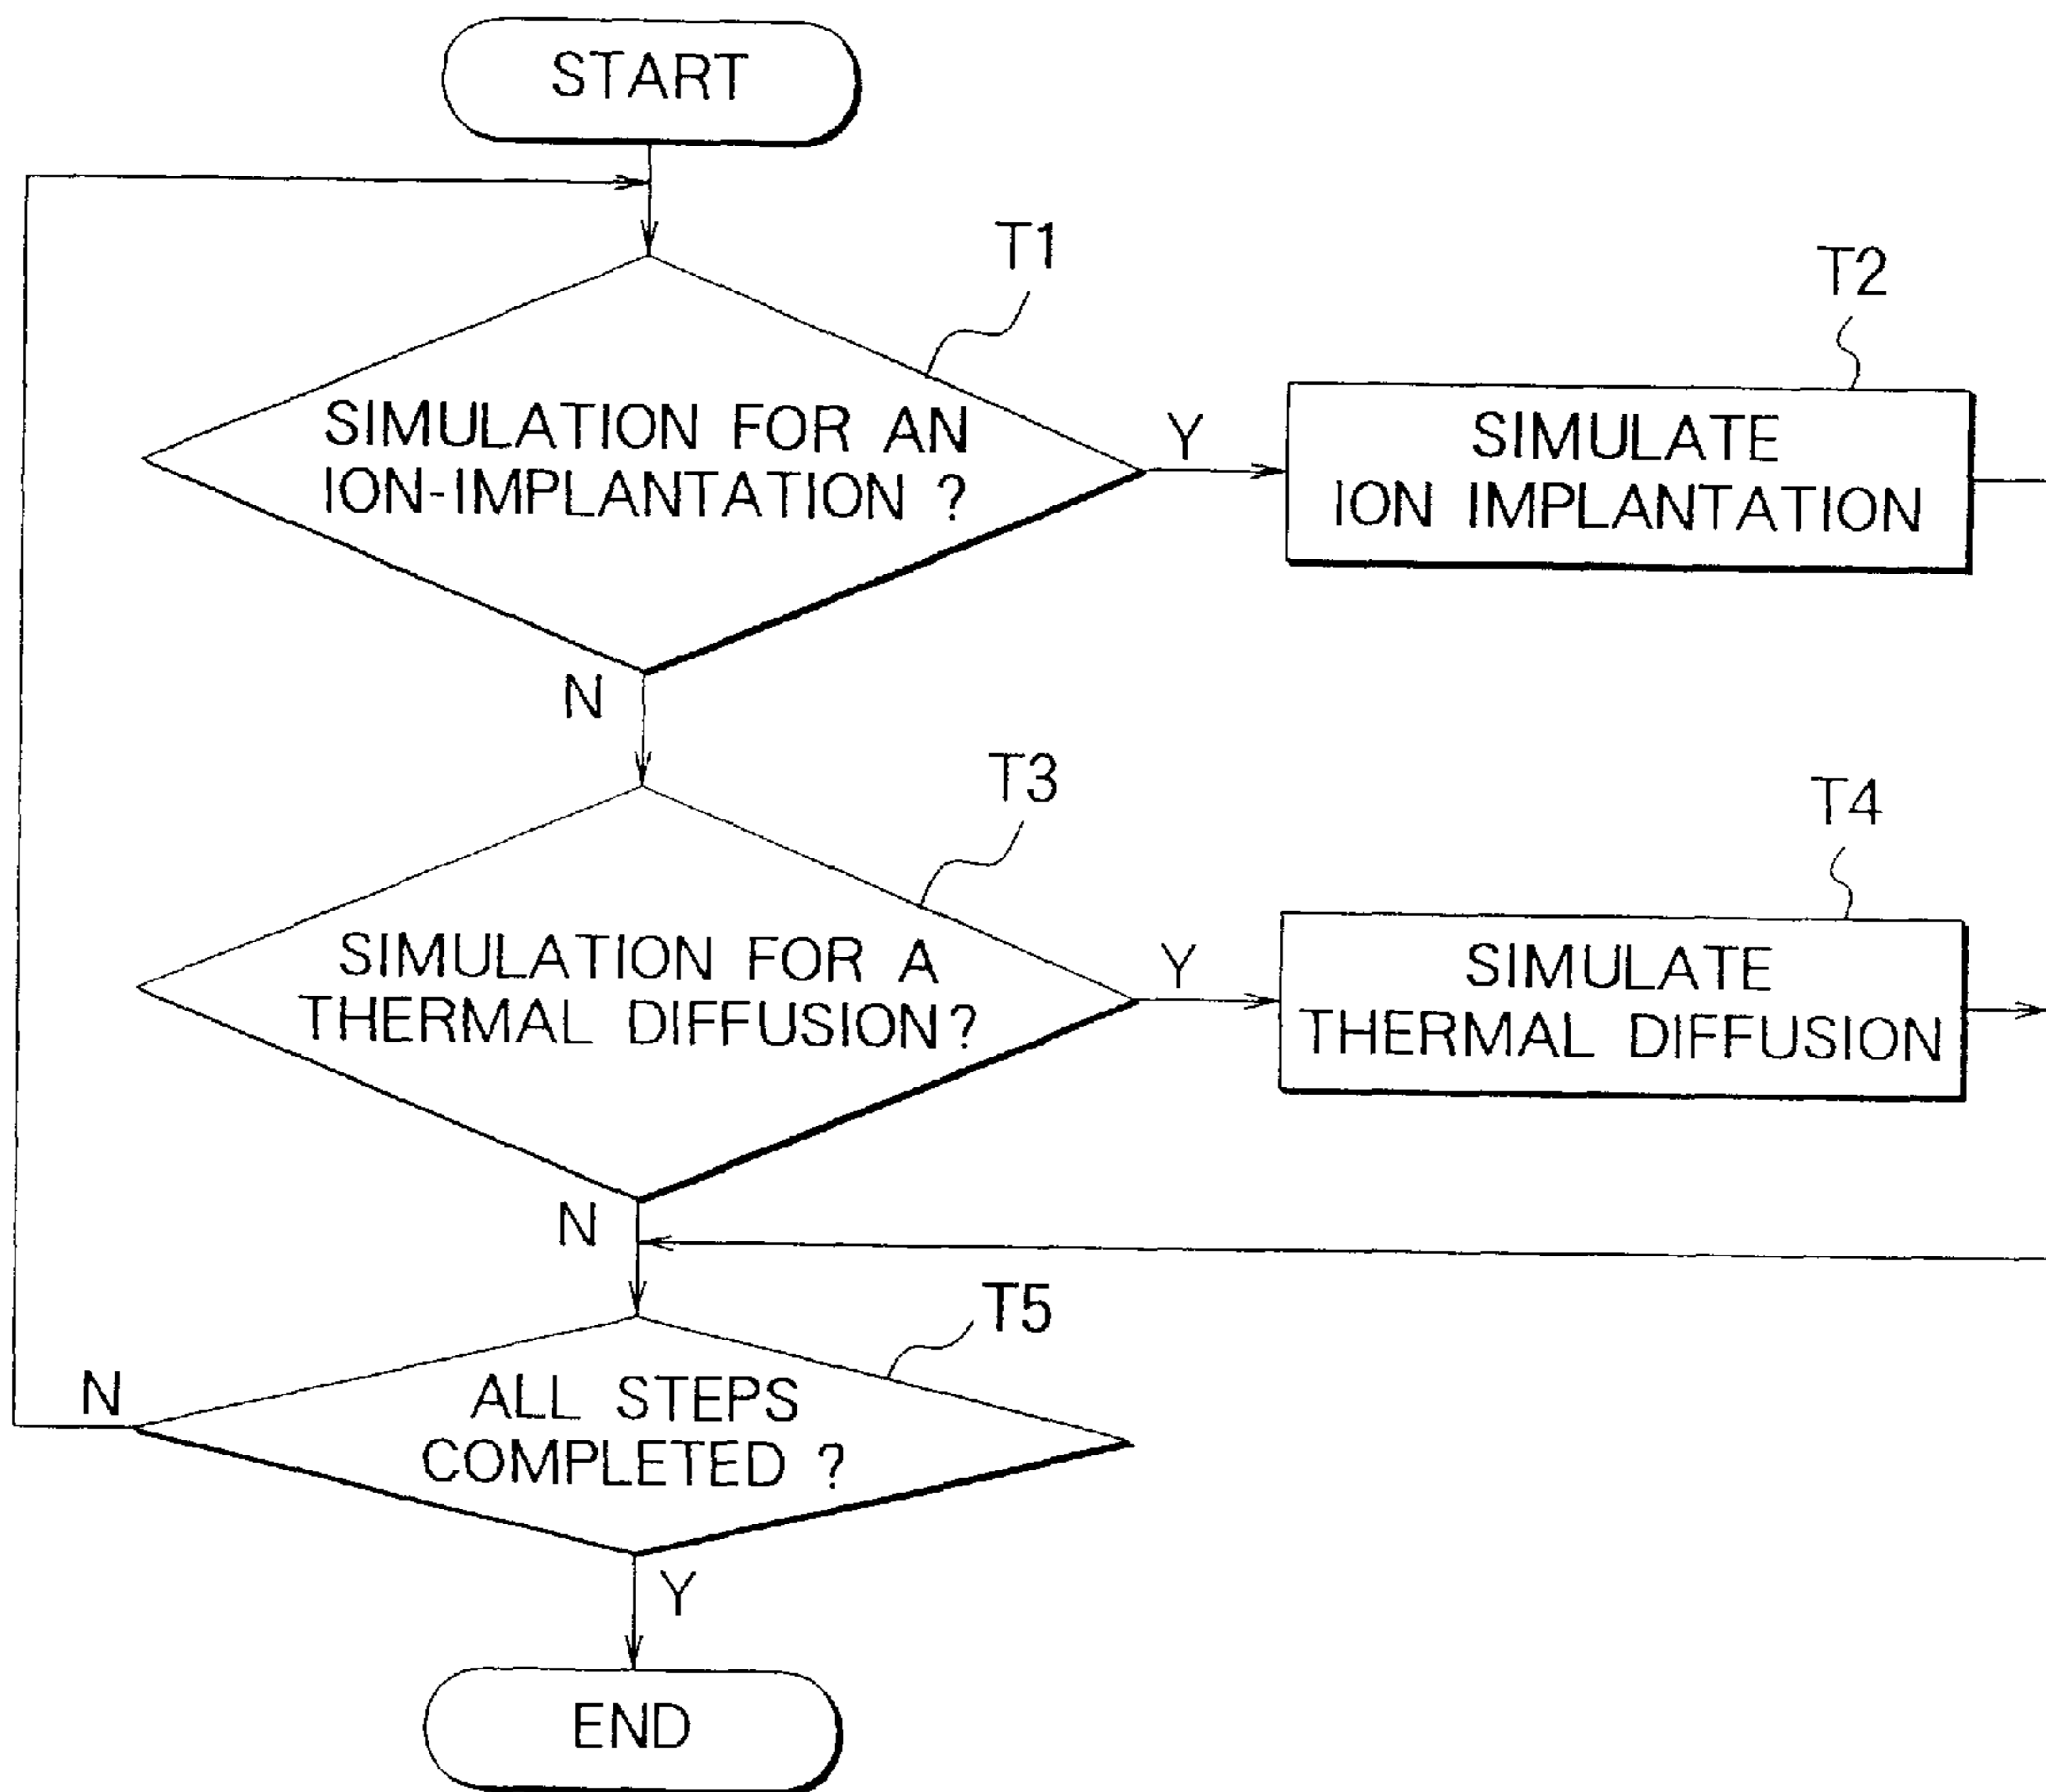 START
T1
T2
SIMULATION FOR AN
ION-IMPLANTATION ?
Y
SIMULATE
ION IMPLANTATION
N
T3
T4
SIMULATION FOR A
THERMAL DIFFUSION?
Y
SIMULATE
THERMAL DIFFUSION
N
T5
N
ALL STEPS
COMPLETED ?
Y
END